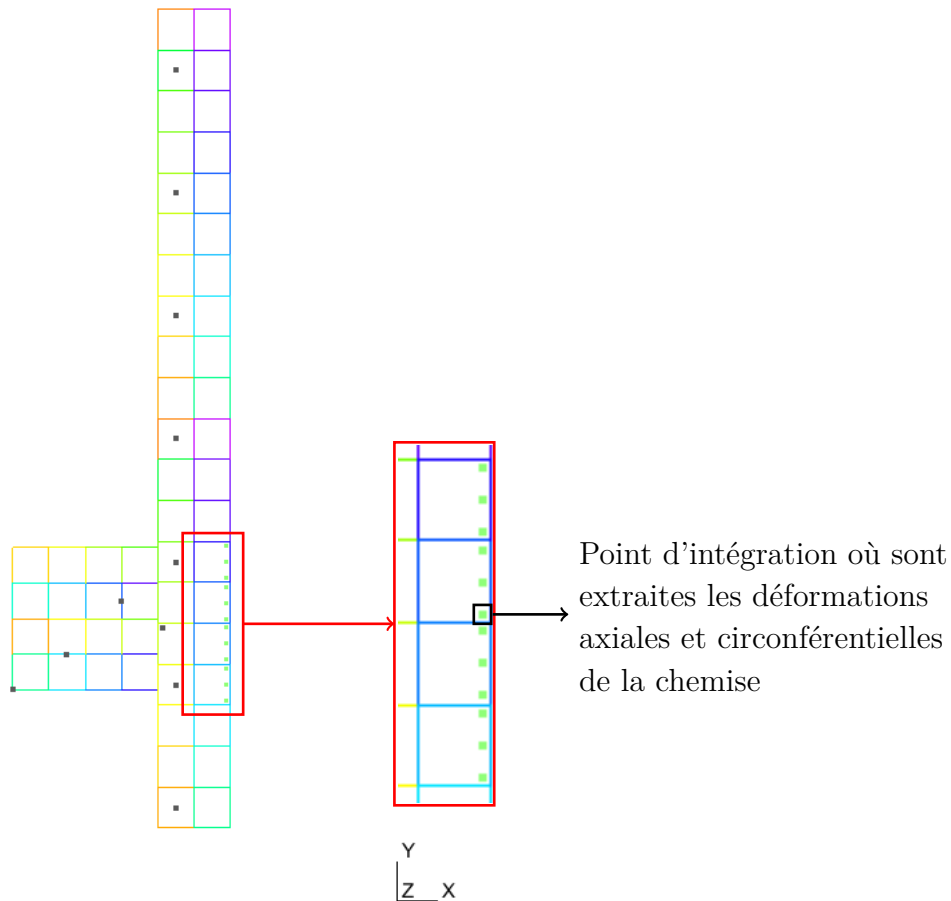 Point d'intégration où sont
extraites les déformations
axiales et circonférentielles
de la chemise
Y
Z X